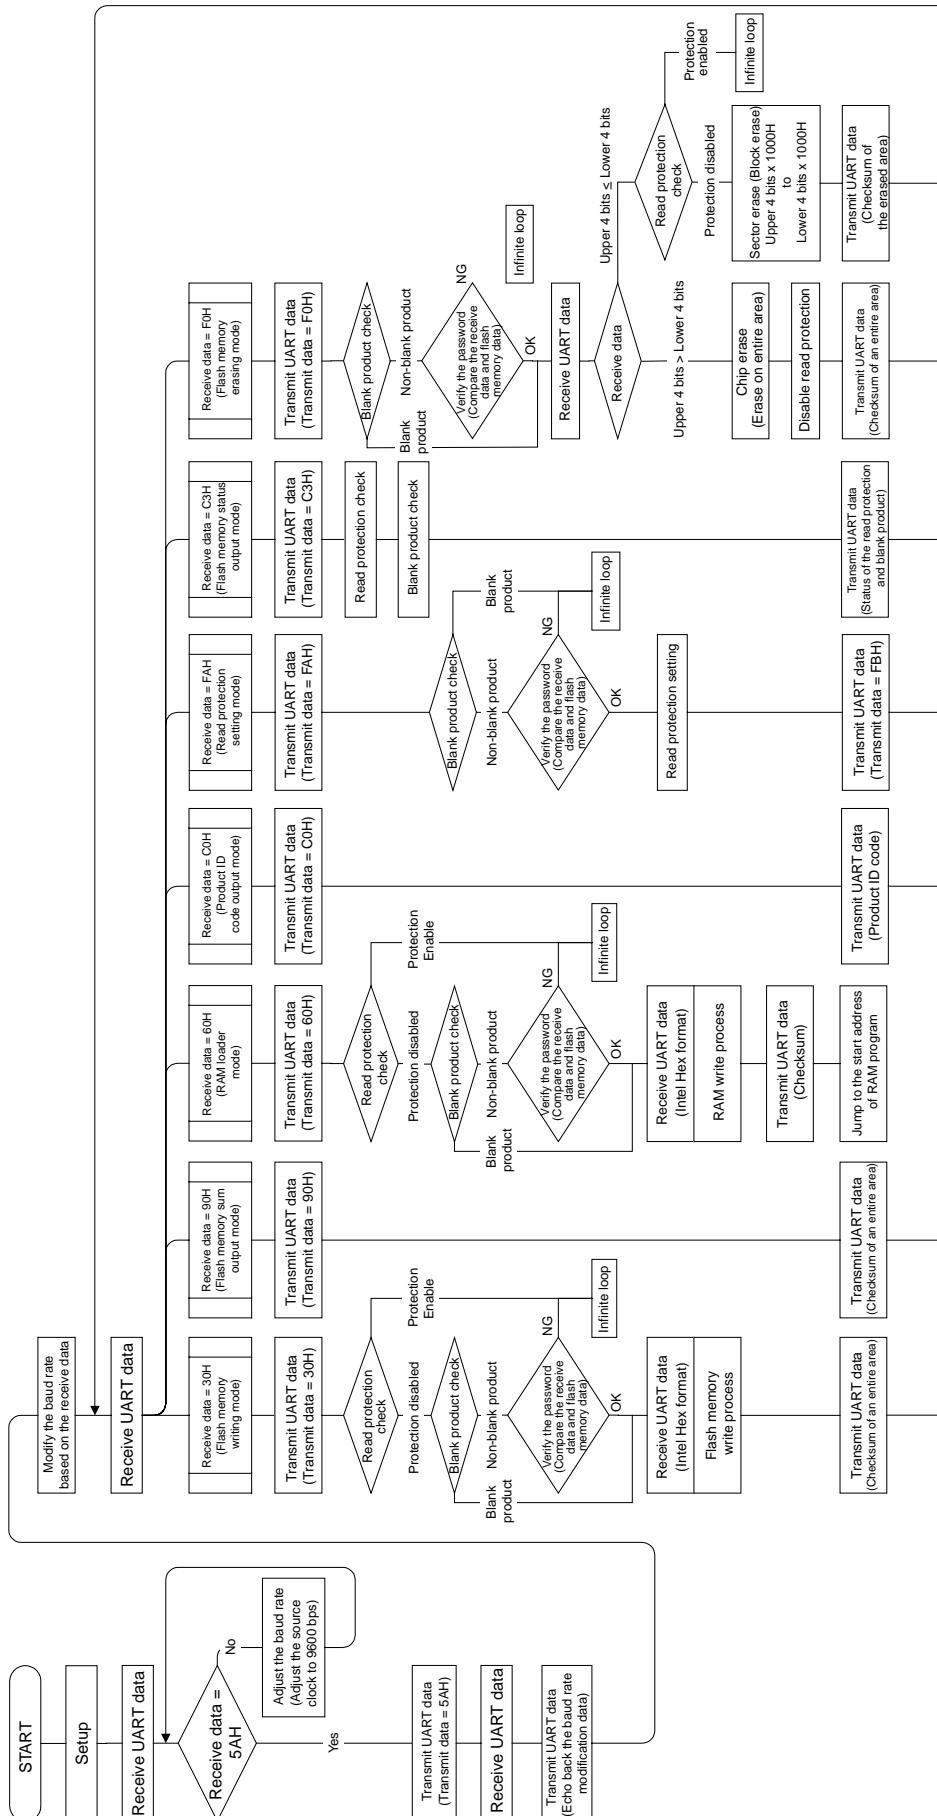 START
Setup
Receive UART data
Receive data =
5AH
No
Adjust the baud rate
(Adjust the source
clock to 9600 bps)
Yes
Transmit UART data
(Transmit data = 5AH)
Receive UART data
Transmit UART data
(Echo back the baud rate
modification data)
Modify the baud rate
based on the receive data
Receive UART data
Receive data = 30H
(Flash memory
writing mode)
Transmit UART data
(Transmit data = 30H)
Read protection
check
Protection
Enable
Protection disabled
Blank product check
Non-blank product
Blank
product
Verify the password
(Compare the receive
data and flash
memory data)
NG
Infinite loop
OK
Receive UART data
(Intel Hex format)
Flash memory
write process
Transmit UART data
(Checksum of an entire area)
Receive data = 90H
(Flash memory sum
output mode)
Transmit UART data
(Transmit data = 90H)
Transmit UART data
(Checksum of an entire area)
Receive data = 60H
(RAM loader
mode)
Transmit UART data
(Transmit data = 60H)
Read protection
check
Protection
Enable
Protection disabled
Blank product check
Non-blank product
Blank
product
Verify the password
(Compare the receive
data and flash
memory data)
NG
Infinite loop
OK
Receive UART data
(Intel Hex format)
RAM write process
Transmit UART data
(Checksum)
Jump to the start address
of RAM program
Receive data = C0H
(Product ID
code output mode)
Transmit UART data
(Transmit data = C0H)
Transmit UART data
(Product ID code)
Receive data = FAH
(Read protection
setting mode)
Transmit UART data
(Transmit data = FAH)
Blank product check
Blank
product
Non-blank product
Verify the password
(Compare the receive
data and flash
memory data)
NG
Infinite loop
OK
Read protection setting
Transmit UART data
(Transmit data = FBH)
Receive data = C3H
(Flash memory status
output mode)
Transmit UART data
(Transmit data = C3H)
Read protection check
Blank product check
Transmit UART data
(Status of the read protection
and blank product)
Receive data = F0H
(Flash memory
erasing mode)
Transmit UART data
(Transmit data = F0H)
Blank product check
Non-blank product
Blank
product
Verify the password
(Compare the receive
data and flash
memory data)
NG
Infinite loop
OK
Receive UART data
Receive data
Upper 4 bits > Lower 4 bits
Chip erase
(Erase on entire area)
Disable read protection
Transmit UART data
(Checksum of an entire area)
Upper 4 bits ≤ Lower 4 bits
Read protection
check
Protection
enabled
Infinite loop
Protection disabled
Sector erase (Block erase)
Upper 4 bits x 1000H
to
Lower 4 bits x 1000H
Transmit UART data
(Checksum of
the erased area)